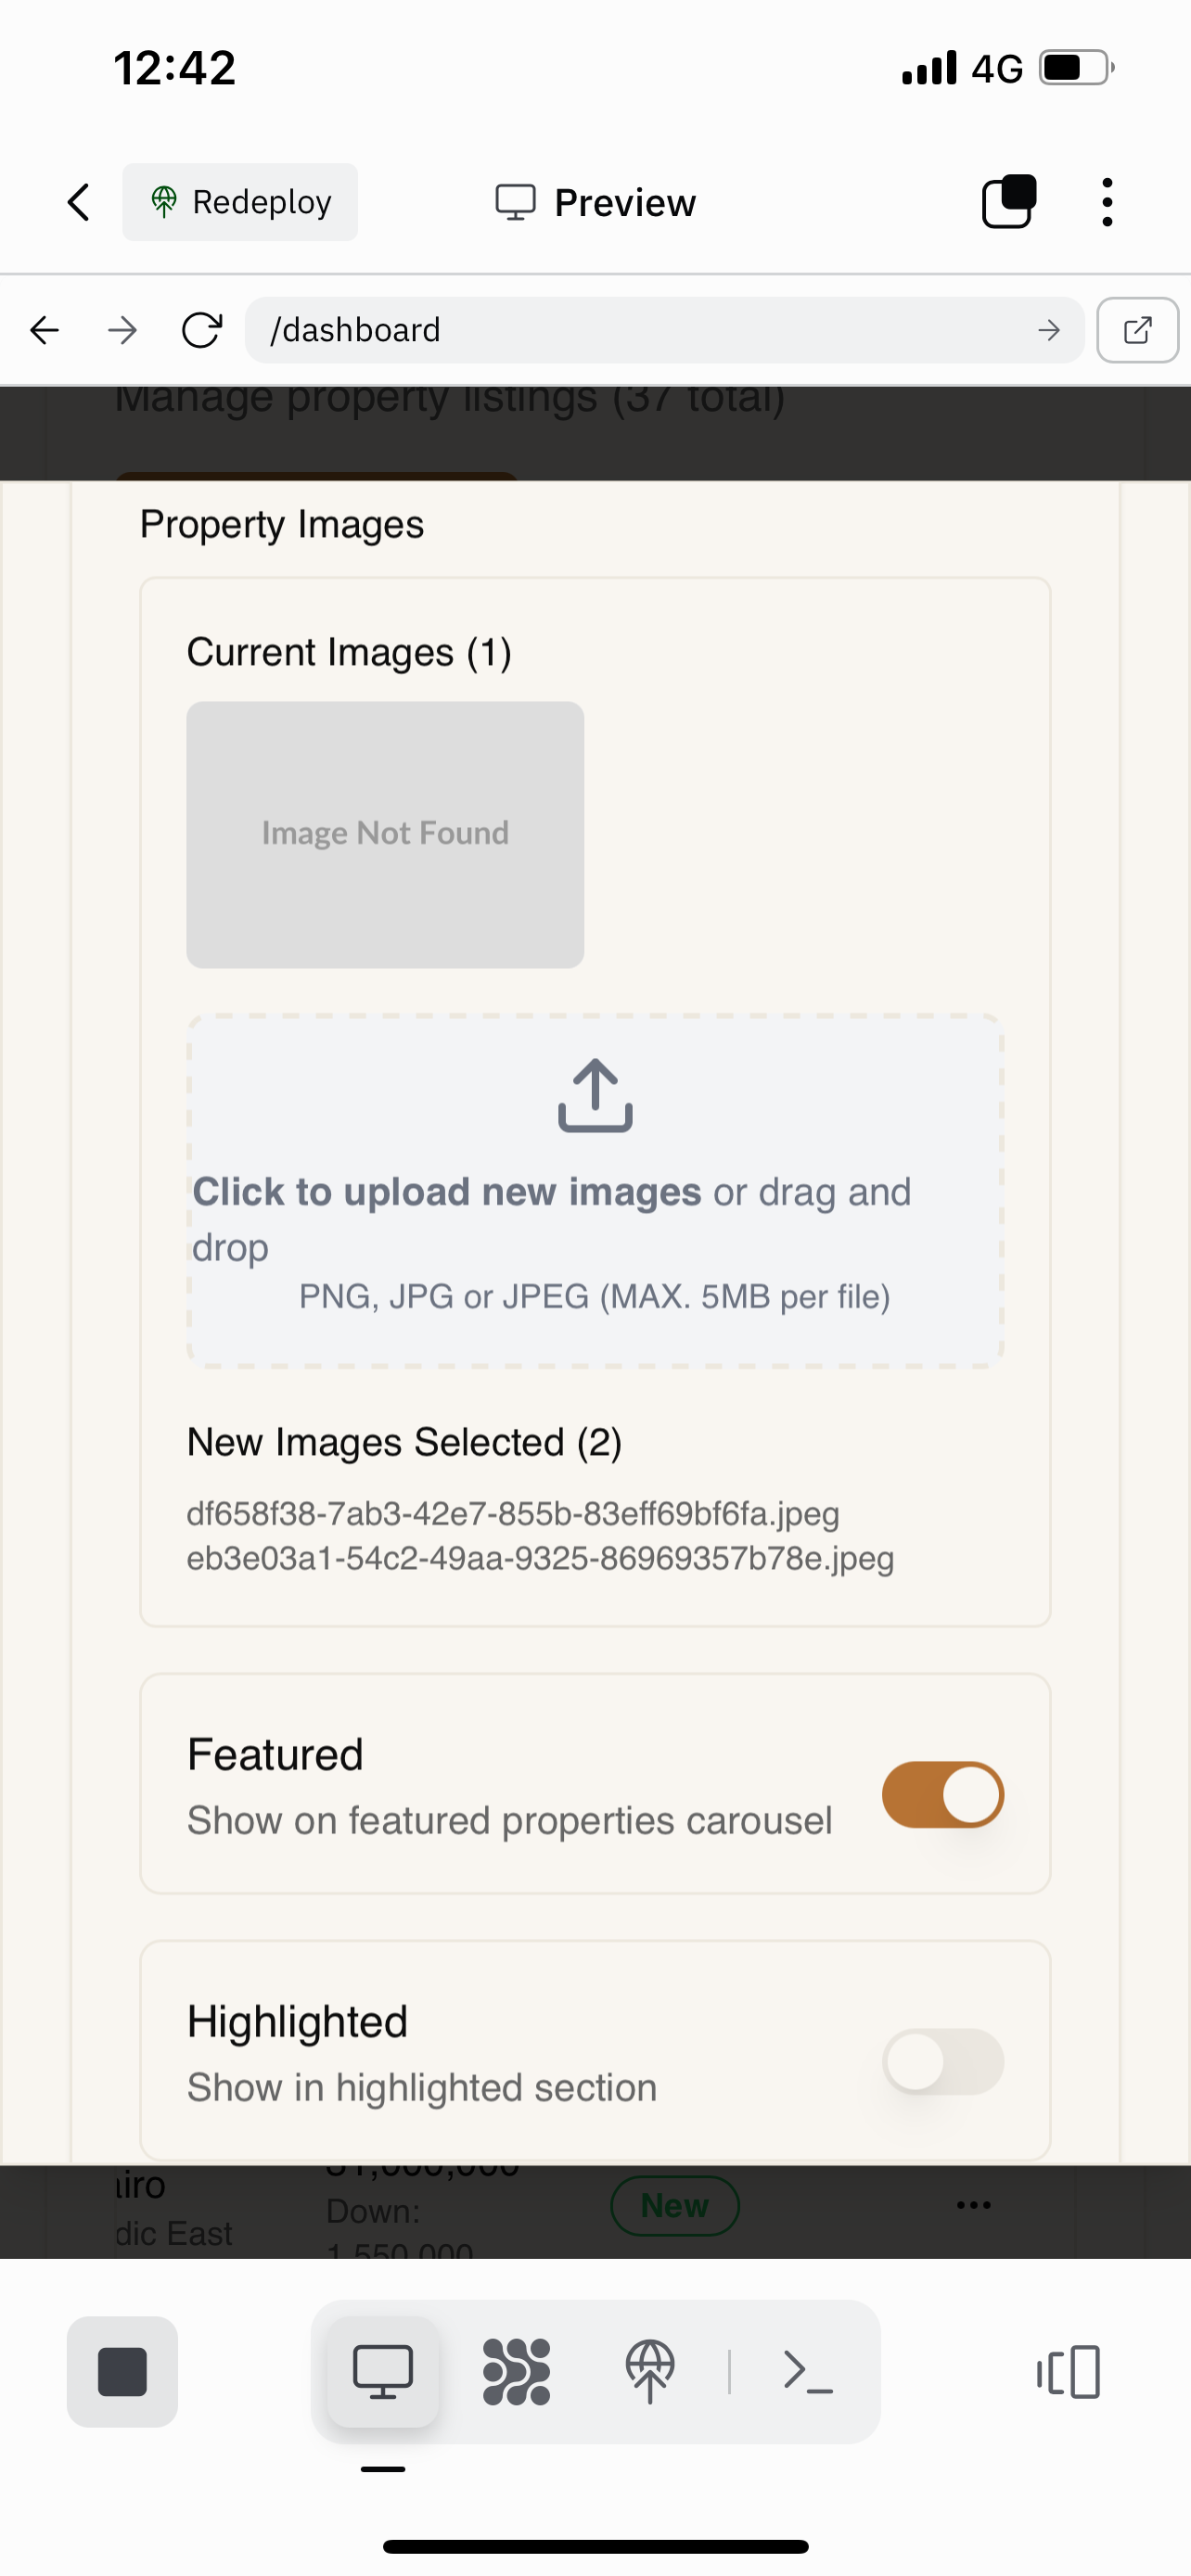 12:42
4G
Redeploy
Preview
/dashboard
Manage property listings (37 total)
Property Images
Current Images (1)
Image Not Found
Click to upload new images or drag and
drop
PNG, JPG or JPEG (MAX. 5MB per file)
New Images Selected (2)
df658f38-7ab3-42e7-855b-83eff69bf6fa.jpeg
eb3e03a1-54c2-49aa-9325-86969357b78e.jpeg
Featured
Show on featured properties carousel
Highlighted
Show in highlighted section
Down:
New
dic East
1,550,000